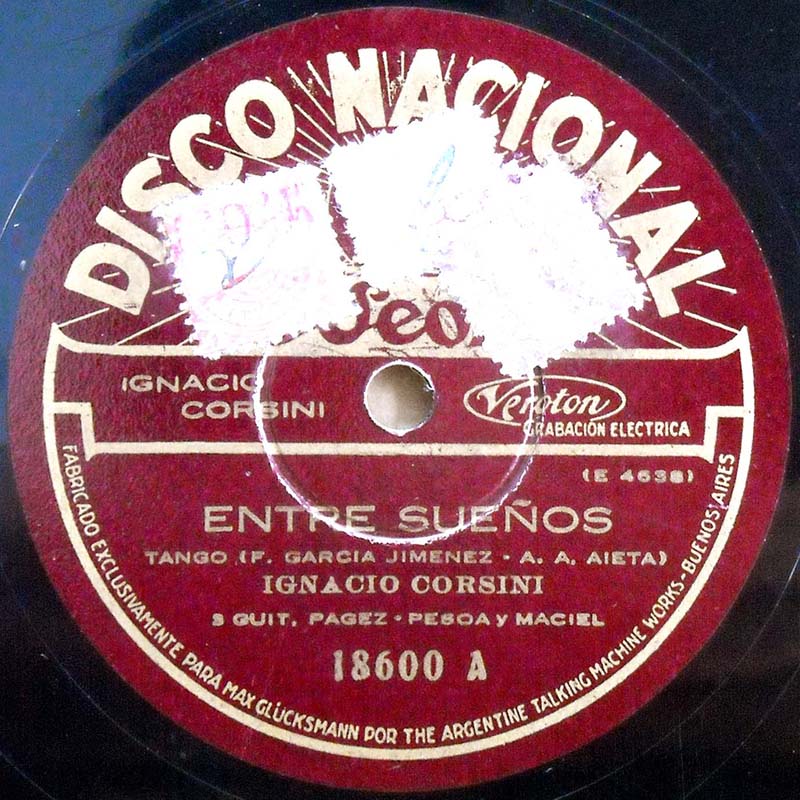 DISCO NACIONAL
IGNACIO
CORSINI
Veroton
GRABACIÓN ELECTRICA
(E 4638)
ENTRE SUEÑOS
TANGO (F. GARCIA JIMENEZ - A. A. AIETA)
IGNACIO CORSINI
3 GUIT. PAGEZ - PESOA y MACIEL
18600 A
FABRICADO EXCLUSIVAMENTE PARA MAX GLÜCKSMANN POR THE ARGENTINE TALKING MACHINE WORKS - BUENOS AIRES